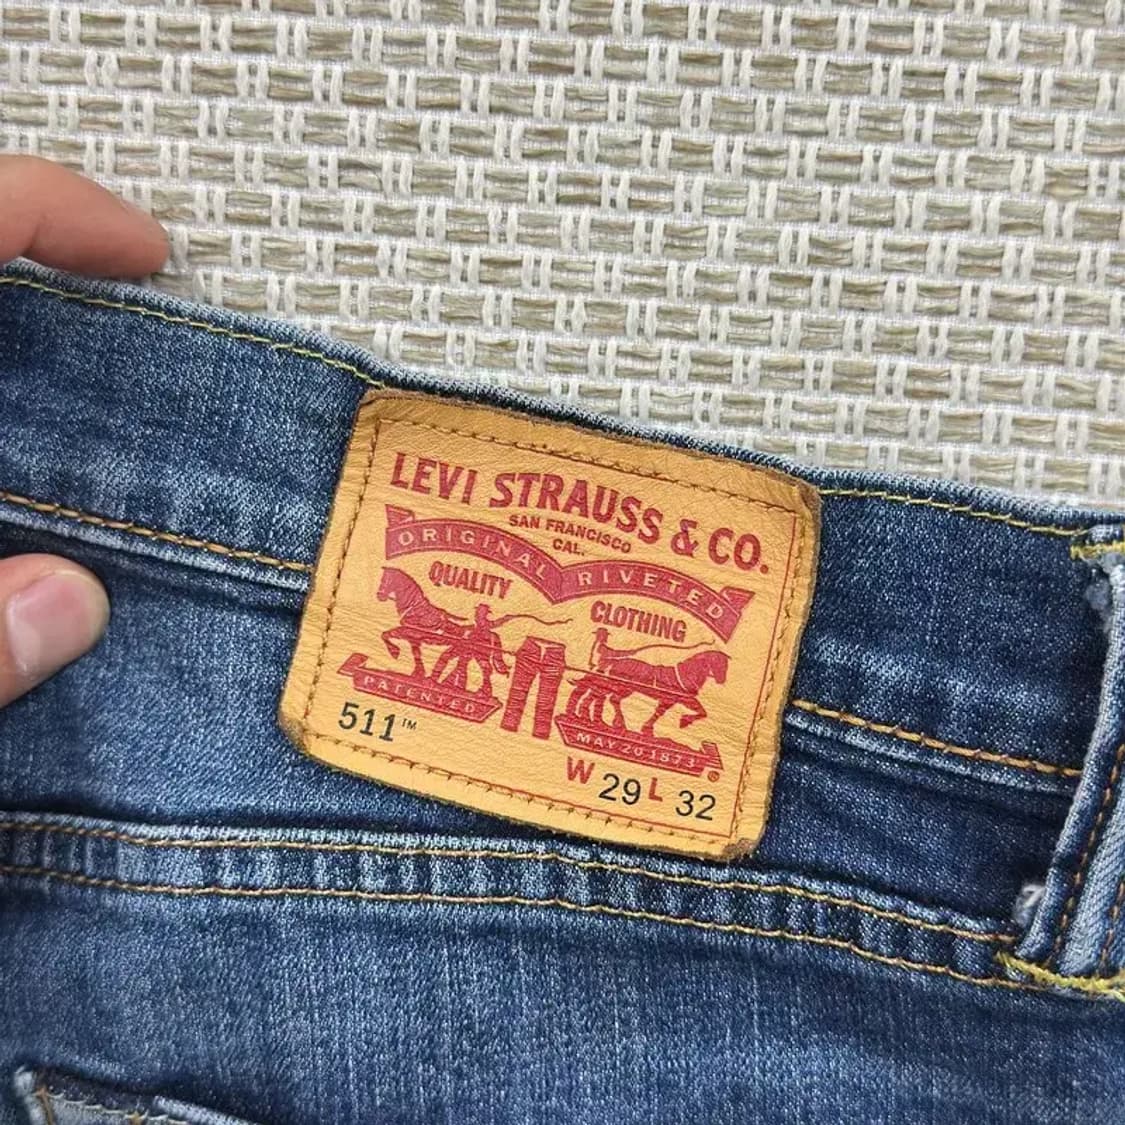 LEVI STRAUSS & CO.
SAN FRANCISCO
CAL.
ORIGINAL RIVETED
QUALITY CLOTHING
PATENTED MAY 20 1873 ®
511™
W 29 L 32